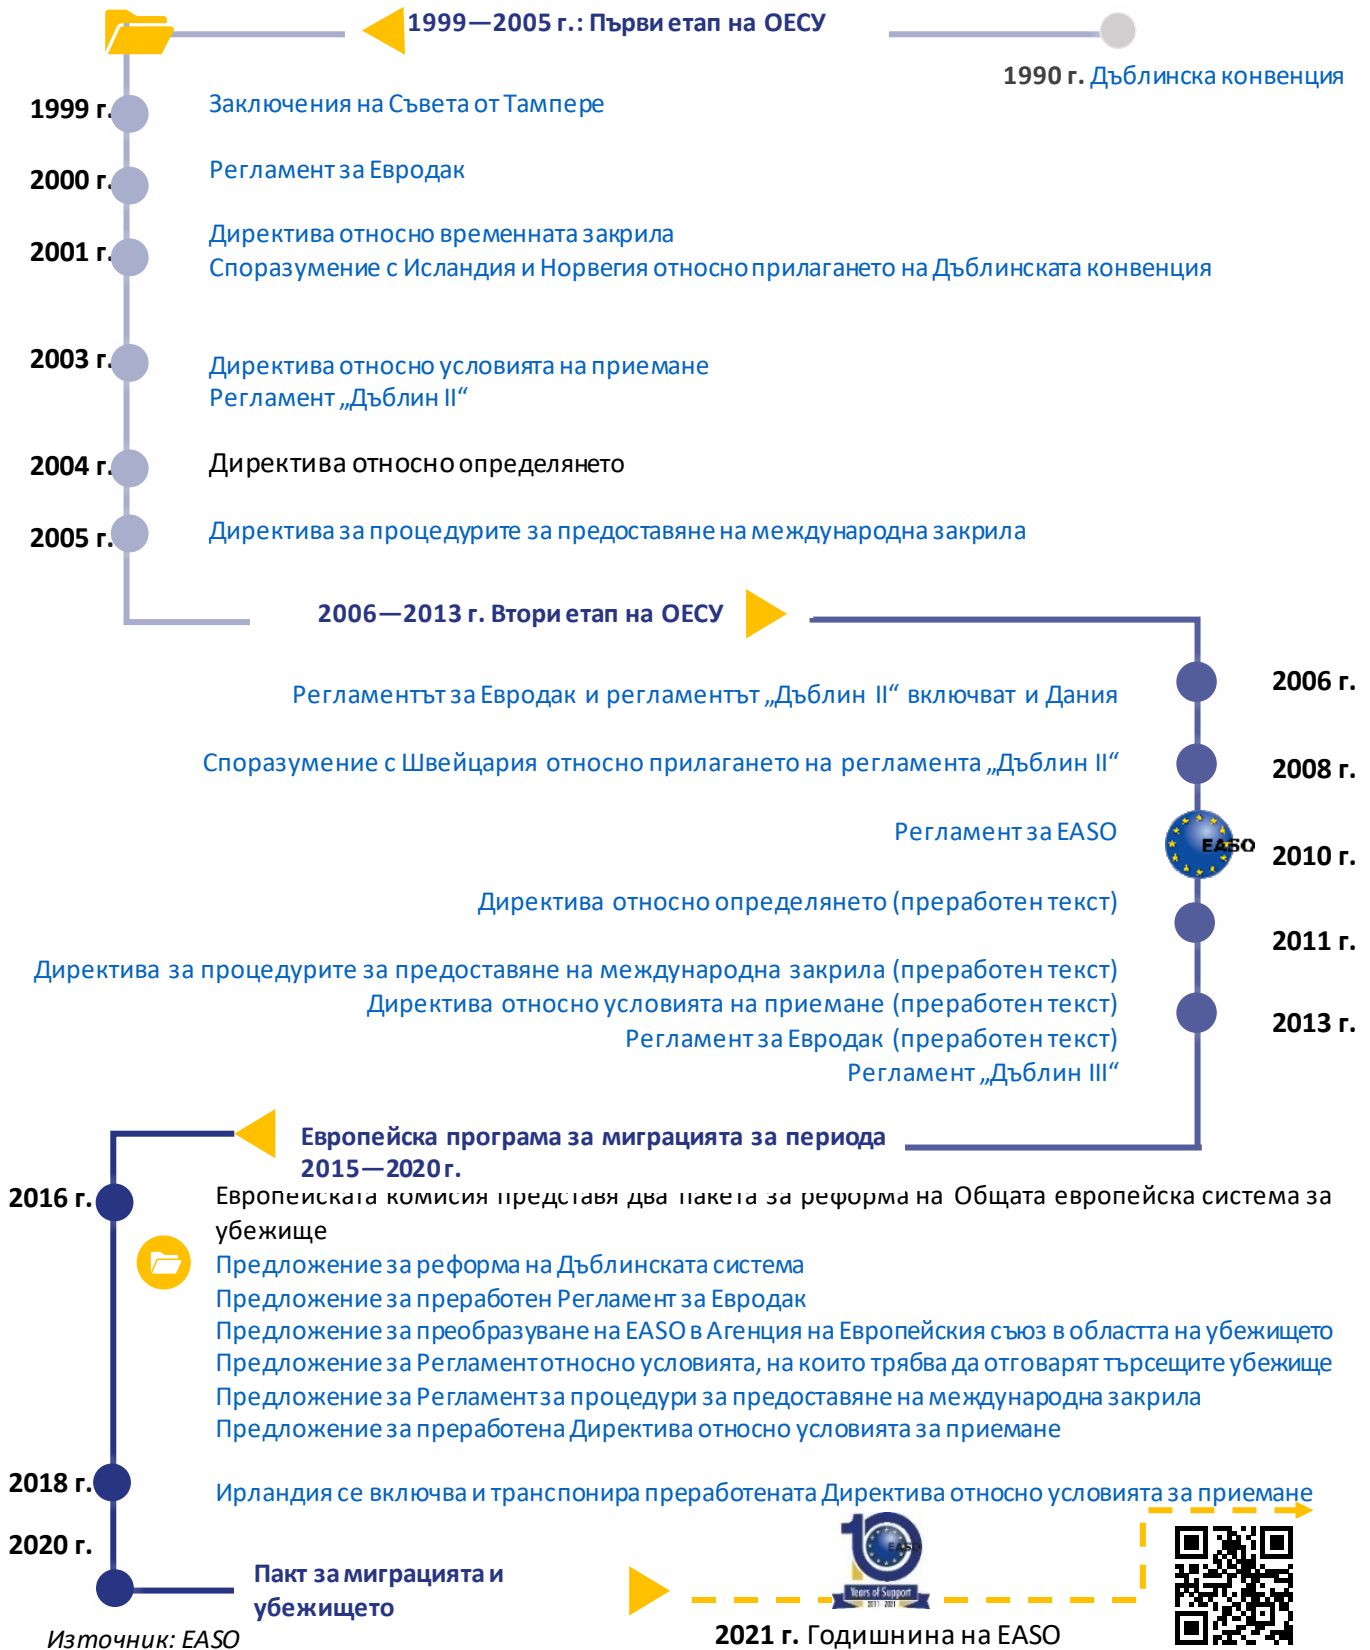 1999—2005 г.: Първи етап на ОЕСУ
1990 г. Дъблинска конвенция
1999 г.
Заключения на Съвета от Тампере
2000 г.
Регламент за Евродак
2001 г.
Директива относно временната закрила
Споразумение с Исландия и Норвегия относно прилагането на Дъблинската конвенция
2003 г.
Директива относно условията на приемане
Регламент „Дъблин II“
2004 г.
Директива относно определянето
2005 г.
Директива за процедурите за предоставяне на международна закрила
2006—2013 г. Втори етап на ОЕСУ
Регламентът за Евродак и регламентът „Дъблин II“ включват и Дания
2006 г.
Споразумение с Швейцария относно прилагането на регламента „Дъблин II“
2008 г.
Регламент за EASO
EASO
2010 г.
Директива относно определянето (преработен текст)
2011 г.
Директива за процедурите за предоставяне на международна закрила (преработен текст)
Директива относно условията на приемане (преработен текст)
2013 г.
Регламент за Евродак (преработен текст)
Регламент „Дъблин III“
Европейска програма за миграцията за периода
2015—2020 г.
2016 г.
Европейската комисия представя два пакета за реформа на Общата европейска система за
убежище
Предложение за реформа на Дъблинската система
Предложение за преработен Регламент за Евродак
Предложение за преобразуване на EASO в Агенция на Европейския съюз в областта на убежището
Предложение за Регламент относно условията, на които трябва да отговарят търсещите убежище
Предложение за Регламент за процедури за предоставяне на международна закрила
Предложение за преработена Директива относно условията за приемане
2018 г.
Ирландия се включва и транспонира преработената Директива относно условията за приемане
2020 г.
Пакт за миграцията и
убежището
10
EASO
Years of Support
2011 - 2021
2021 г. Годишнина на EASO
Източник: EASO